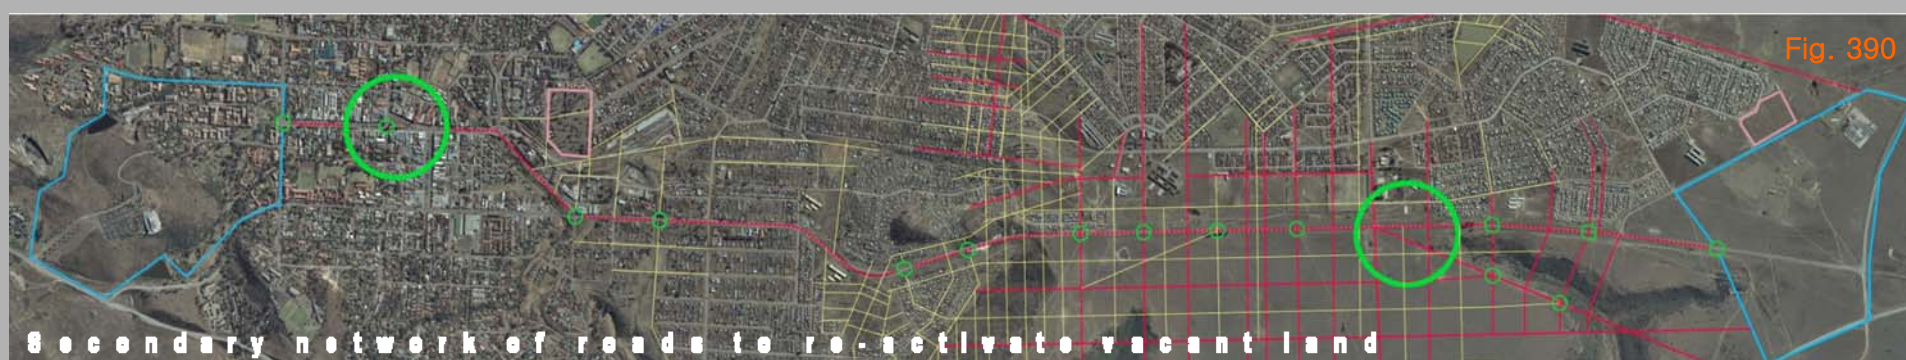 Fig. 390
Secondary network of roads to re-activate vacant land